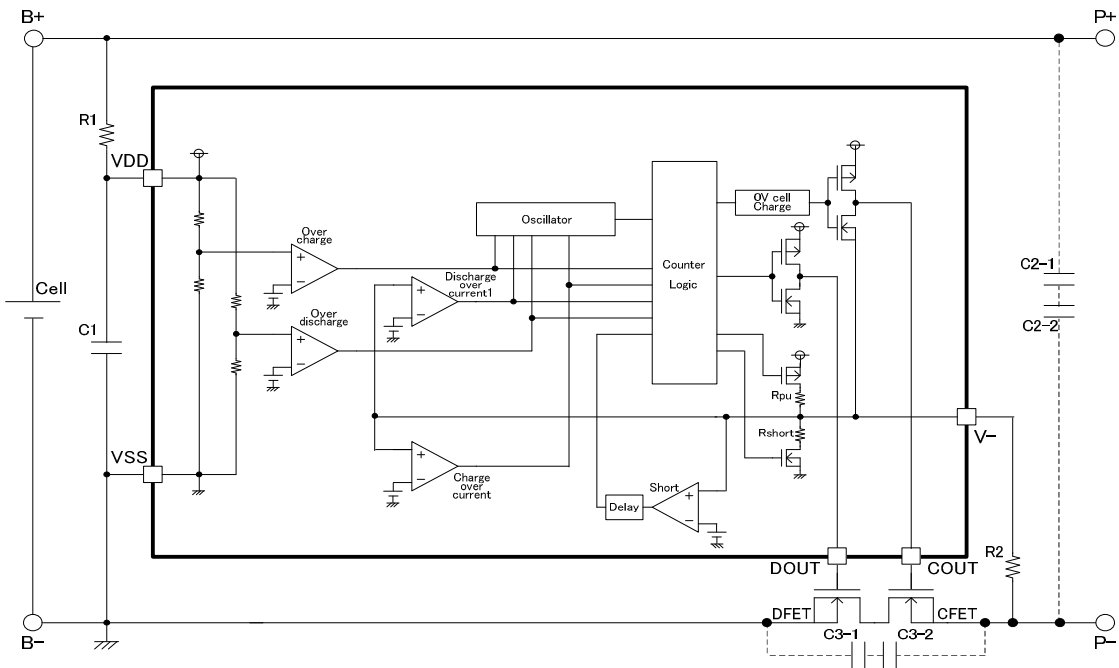 B+
P+
R1
VDD
Over
charge
Oscillator
0V cell
Charge
Counter
Logic
Discharge
over
current1
Over
discharge
Cell
C1
C2-1
C2-2
Rpu
Rshort
V-
VSS
Charge
over
current
Short
Delay
R2
DOUT
COUT
DFET
CFET
C3-1
C3-2
B-
P-
+
-
+
-
+
-
+
-
+
-